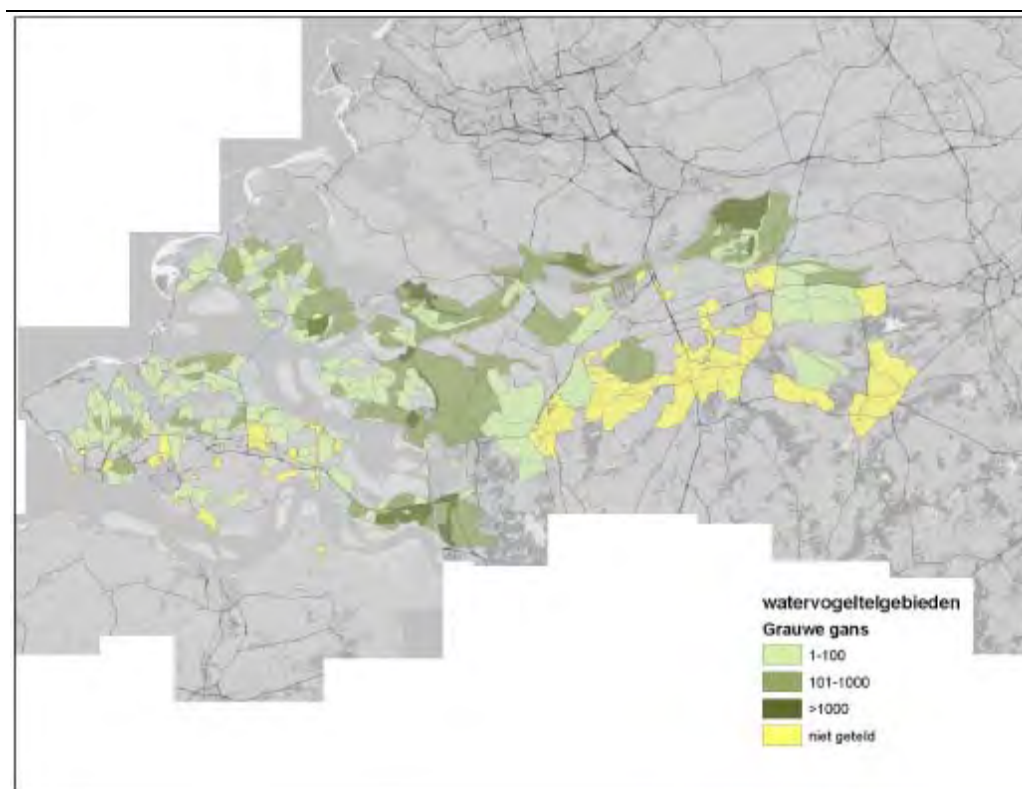 watervogeltelgebieden
Grauwe gans
1-100
101-1000
>1000
niet geteld